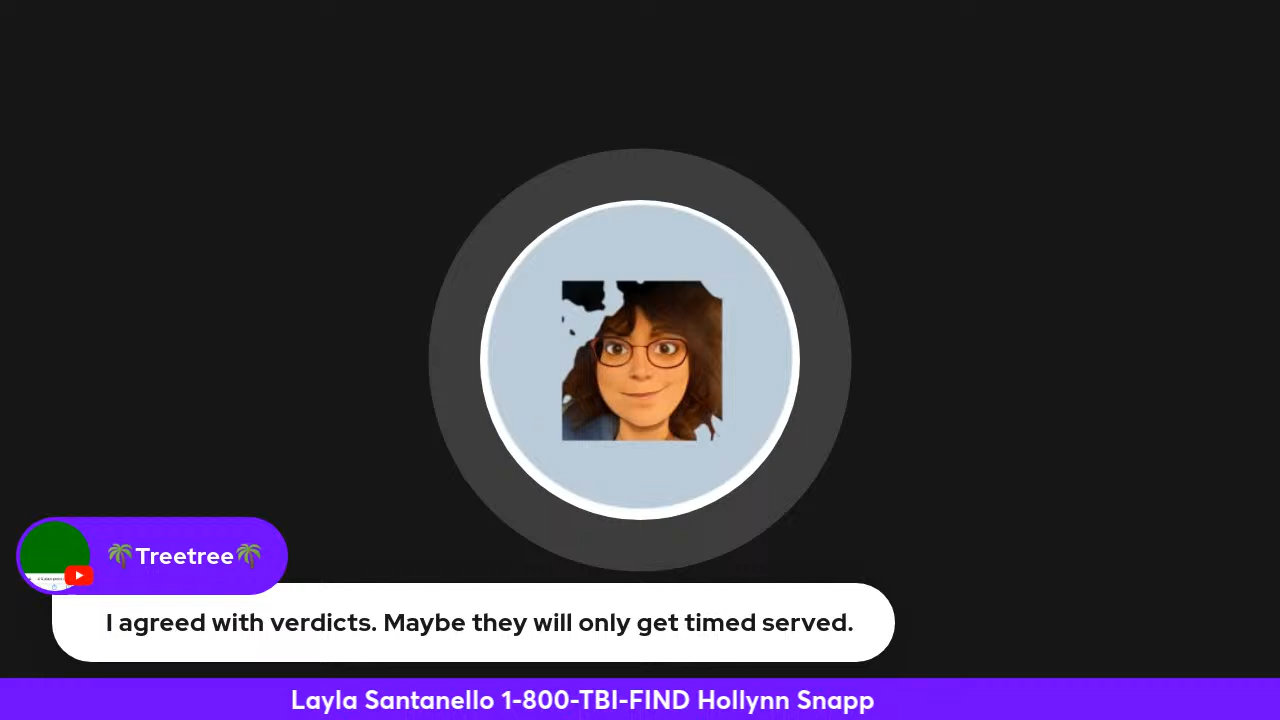 🌴Treetree🌴
I agreed with verdicts. Maybe they will only get timed served.
Layla Santanello 1-800-TBI-FIND Hollynn Snapp